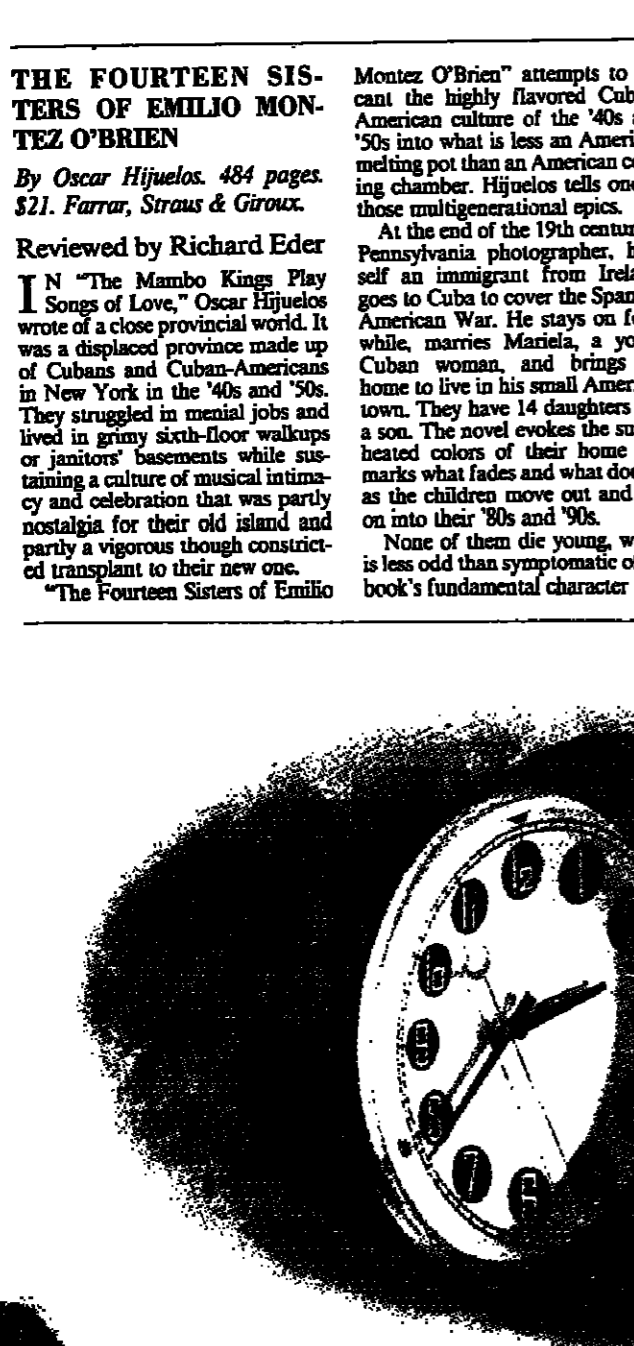 THE FOURTEEN SIS-
TERS OF EMILIO MON-
TEZ O'BRIEN
By Oscar Hijuelos. 484 pages.
$21. Farrar, Straus & Giroux.
Reviewed by Richard Eder
IN "The Mambo Kings Play
Songs of Love," Oscar Hijuelos
wrote of a close provincial world. It
was a displaced province made up
of Cubans and Cuban-Americans
in New York in the '40s and '50s.
They struggled in menial jobs and
lived in grimy sixth-floor walkups
or janitors' basements while sus-
taining a culture of musical intima-
cy and celebration that was partly
nostalgia for their old island and
partly a vigorous though constrict-
ed transplant to their new one.
"The Fourteen Sisters of Emilio
Montez O'Brien" attempts to
cant the highly flavored Cub
American culture of the '40s
'50s into what is less an Ameri
melting pot than an American c
ing chamber. Hijuelos tells one
those multigenerational epics.
At the end of the 19th centur
Pennsylvania photographer, h
self an immigrant from Irela
goes to Cuba to cover the Span
American War. He stays on f
while, marries Mariela, a yo
Cuban woman, and brings
home to live in his small Amer
town. They have 14 daughters
a son. The novel evokes the su
heated colors of their home
marks what fades and what doe
as the children move out and
on into their '80s and '90s.
None of them die young, w
is less odd than symptomatic o
book's fundamental character